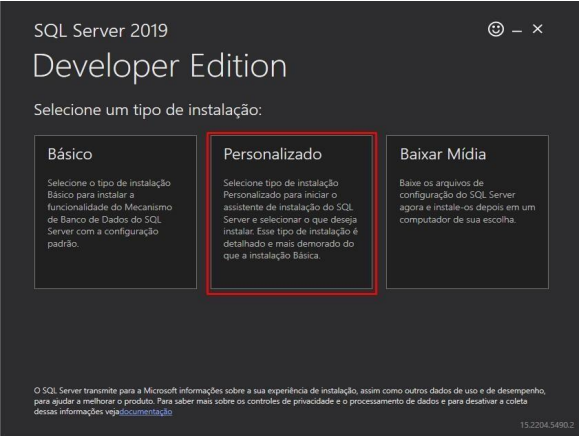 SQL Server 2019
Developer Edition
Selecione um tipo de instalação:
Básico
Selecione o tipo de instalação
Básico para instalar a
funcionalidade do Mecanismo
de Banco de Dados do SQL
Server com a configuração
padrão.
Personalizado
Selecione tipo de instalação
Personalizado para iniciar o
assistente de instalação do SQL
Server e selecionar o que deseja
instalar. Esse tipo de instalação é
detalhado e mais demorado do
que a instalação Básica.
Baixar Mídia
Baixe os arquivos de
configuração do SQL Server
agora e instale-os depois em um
computador de sua escolha.
O SQL Server transmite para a Microsoft informações sobre a sua experiência de instalação, assim como outros dados de uso e de desempenho,
para ajudar a melhorar o produto. Para saber mais sobre os controles de privacidade e o processamento de dados e para desativar a coleta
dessas informações vejadocumentação
15.2204.5490.2